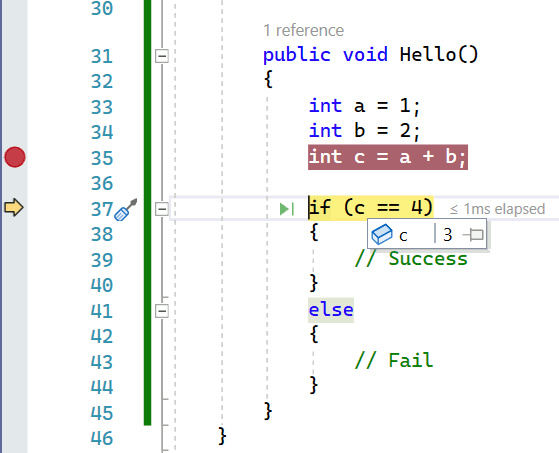 30
1 reference
31 public void Hello()
32 {
33 int a = 1;
34 int b = 2;
35 int c = a + b;
36
37 if (c == 4) ≤ 1ms elapsed
38 {
c 3
39 // Success
40 }
41 else
42 {
43 // Fail
44 }
45 }
46 }